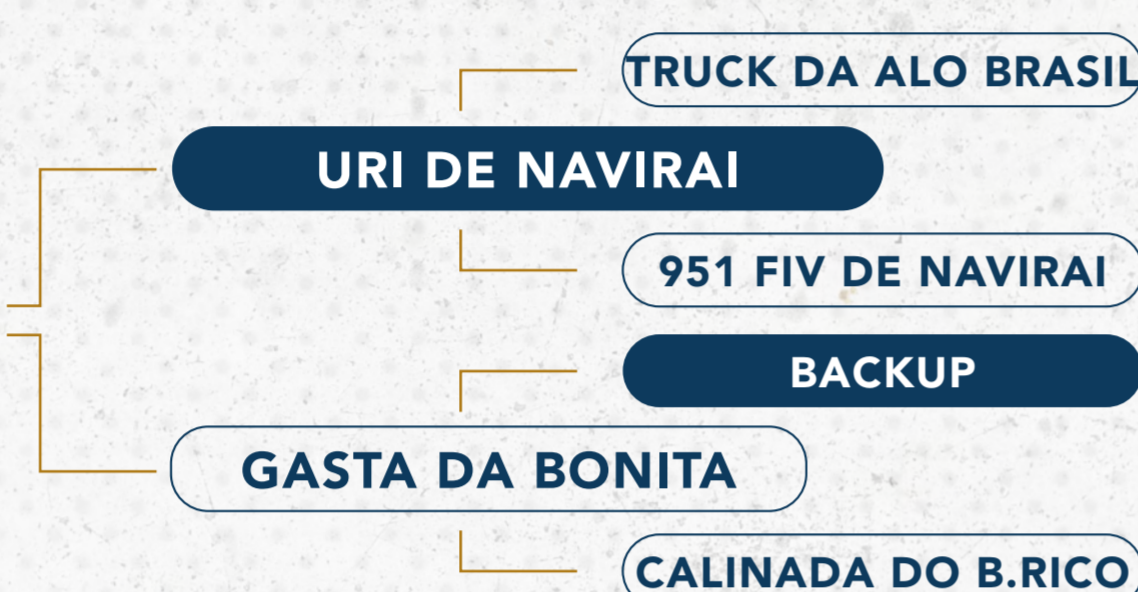 TRUCK DA ALO BRASIL
URI DE NAVIRAI
951 FIV DE NAVIRAI
BACKUP
GASTA DA BONITA
CALINADA DO B.RICO